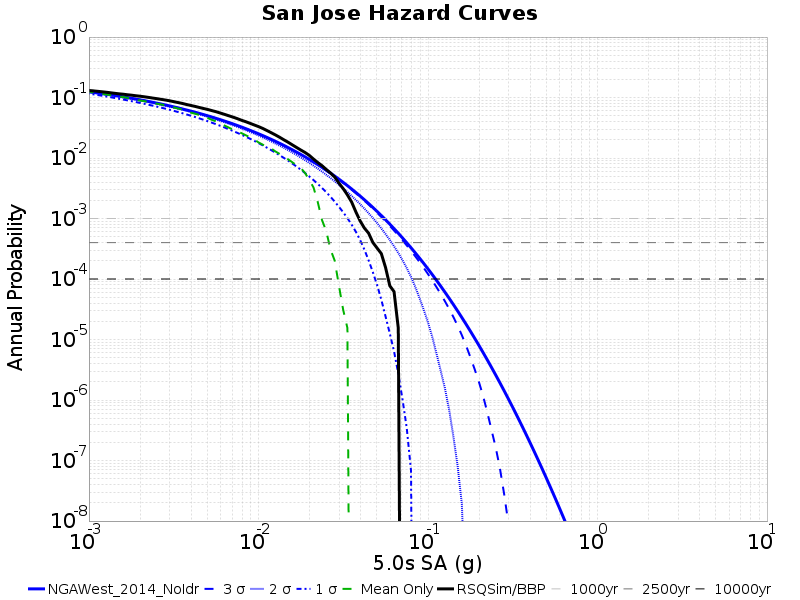 San Jose Hazard Curves
Annual Probability
10^0
10^-1
10^-2
10^-3
10^-4
10^-5
10^-6
10^-7
10^-8
10^-3 10^-2 10^-1 10^0 10^1
5.0s SA (g)
NGAWest_2014_NoIdr 3 σ 2 σ 1 σ Mean Only RSQSim/BBP 1000yr 2500yr 10000yr